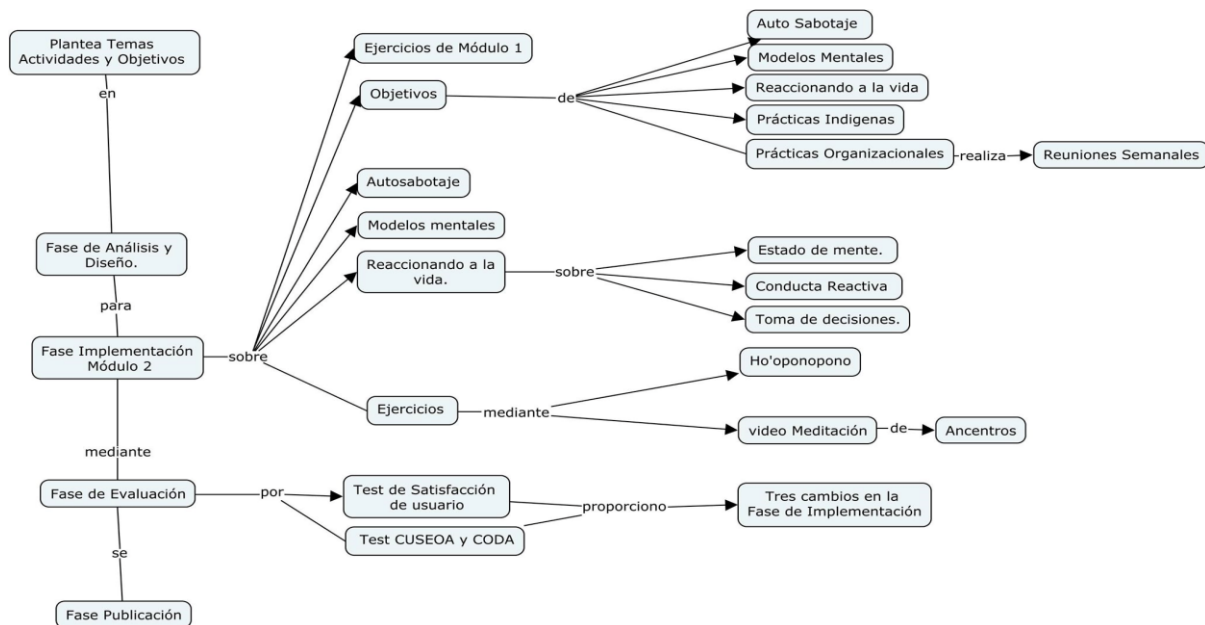 Plantea Temas
Actividades y Objetivos
en
Fase de Análisis y
Diseño.
para
Fase Implementación
Módulo 2
sobre
Ejercicios de Módulo 1
Objetivos
de
Auto Sabotaje
Modelos Mentales
Reaccionando a la vida
Prácticas Indigenas
Prácticas Organizacionales
realiza
Reuniones Semanales
Autosabotaje
Modelos mentales
Reaccionando a la
vida.
sobre
Estado de mente.
Conducta Reactiva
Toma de decisiones.
Ejercicios
mediante
Ho'oponopono
video Meditación
de
Ancentros
mediante
Fase de Evaluación
por
Test de Satisfacción
de usuario
Test CUSEOA y CODA
proporciono
Tres cambios en la
Fase de Implementación
se
Fase Publicación